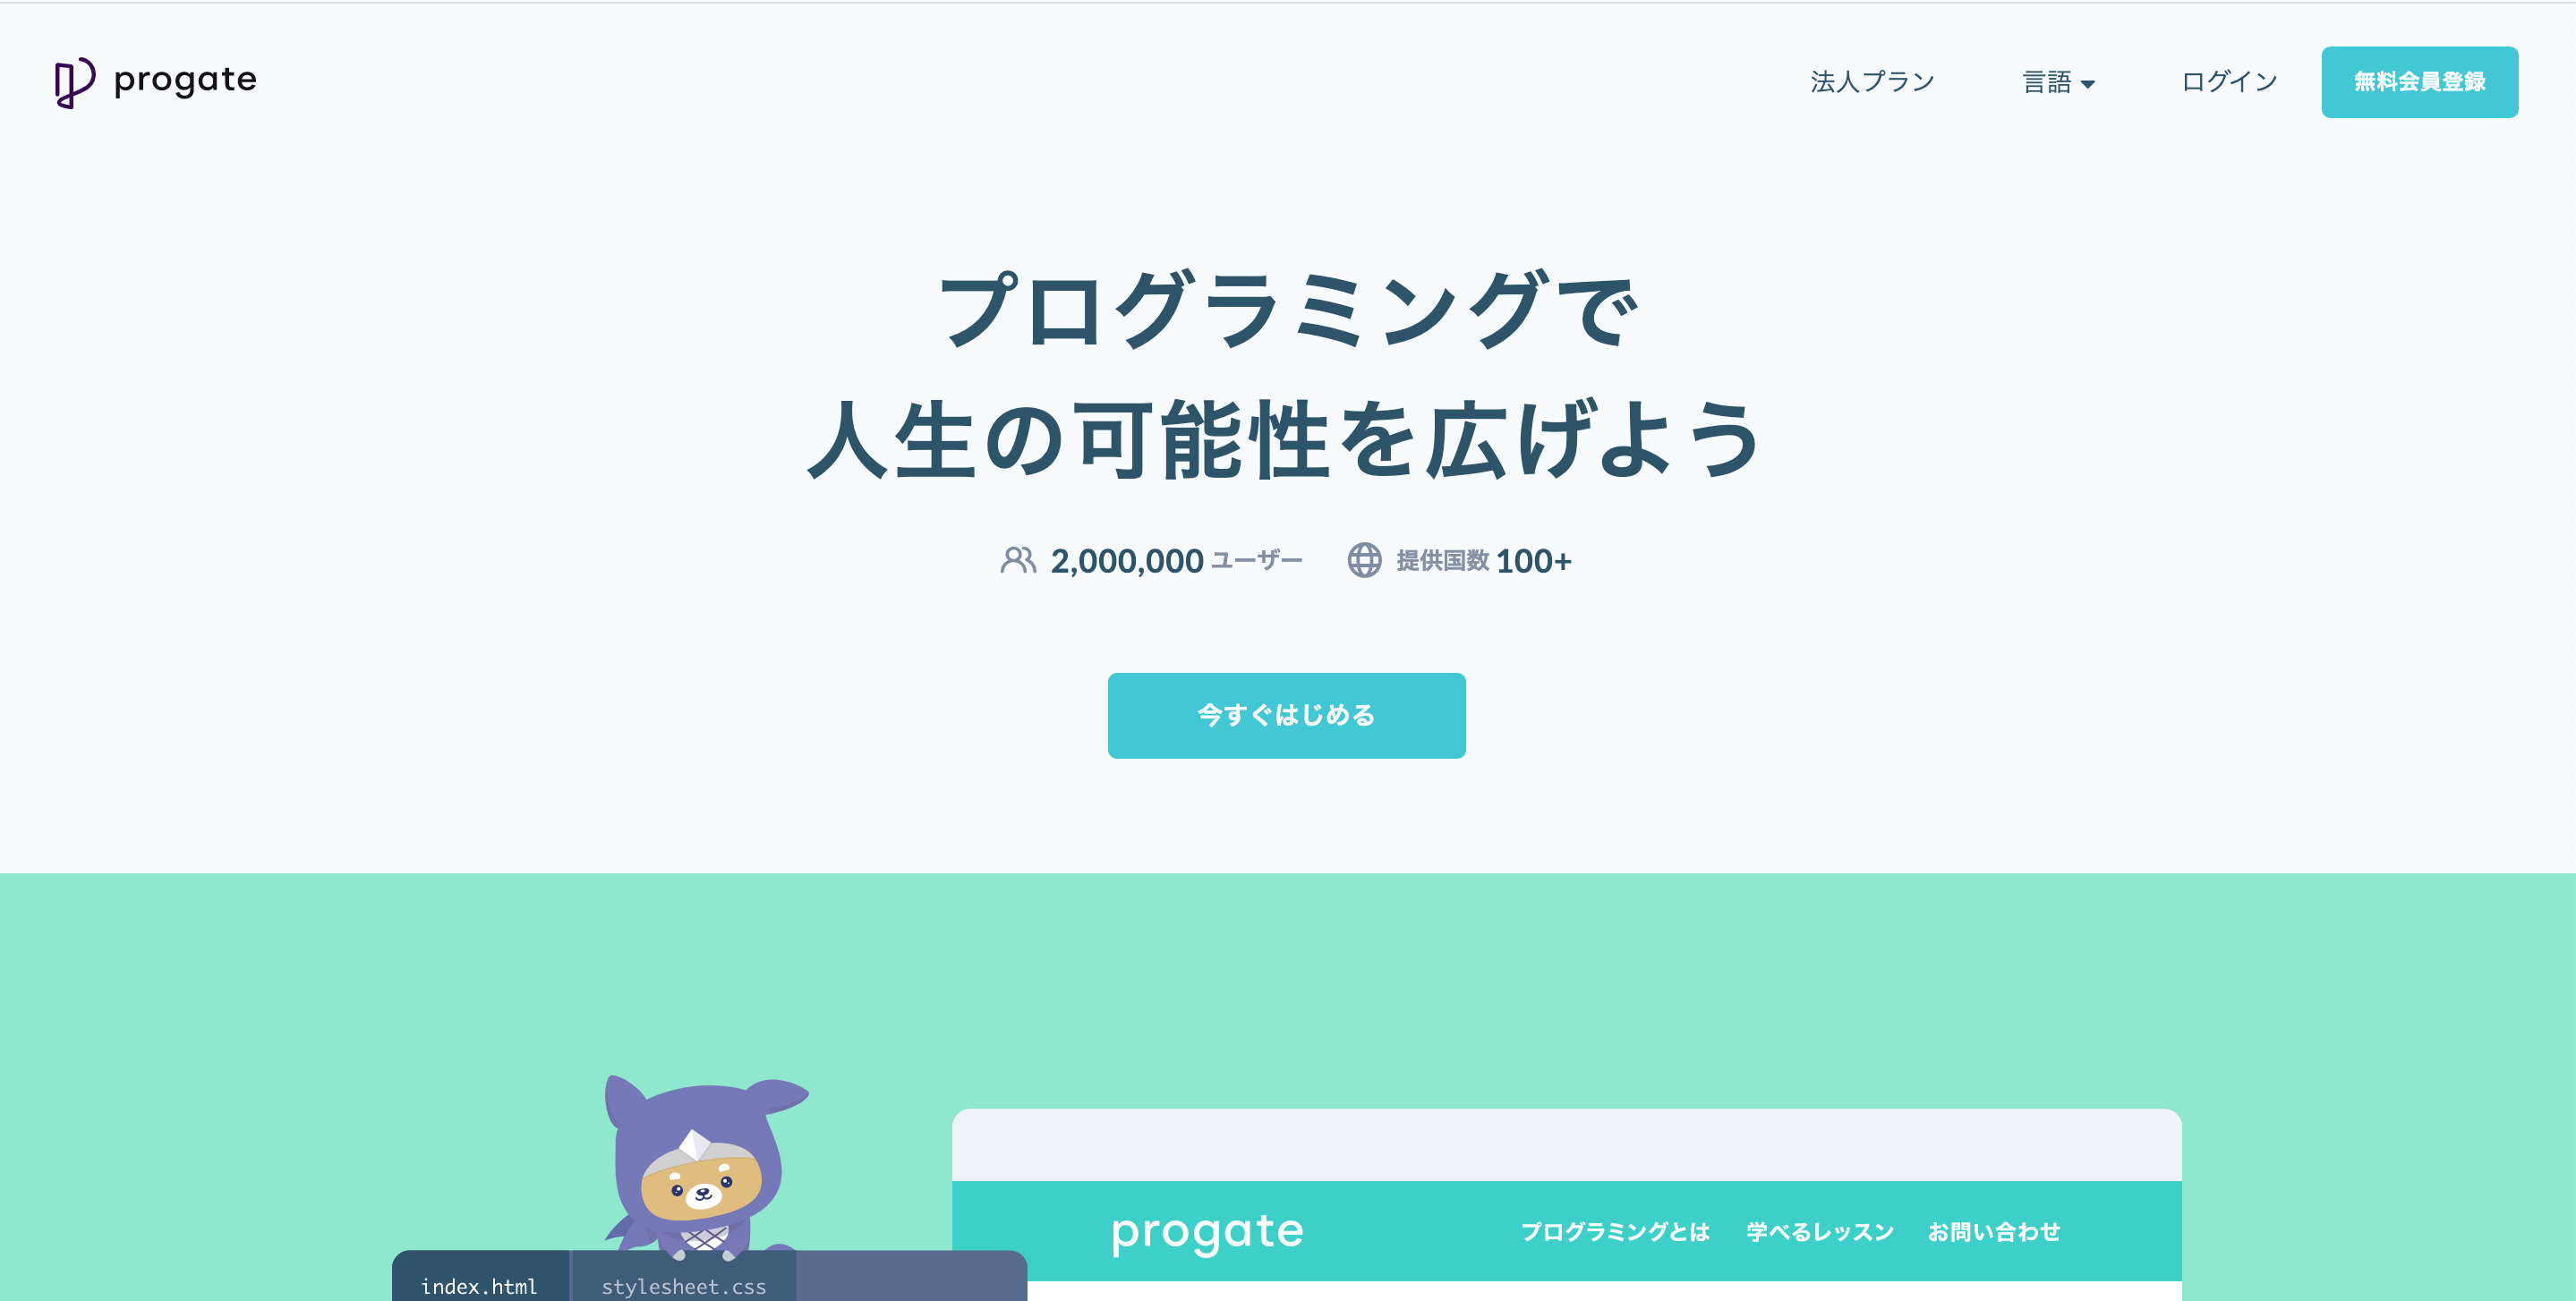 progate
法人プラン 言語 ログイン 無料会員登録
プログラミングで
人生の可能性を広げよう
2,000,000 ユーザー 提供国数 100+
今すぐはじめる
progate プログラミングとは 学べるレッスン お問い合わせ
index.html stylesheet.css